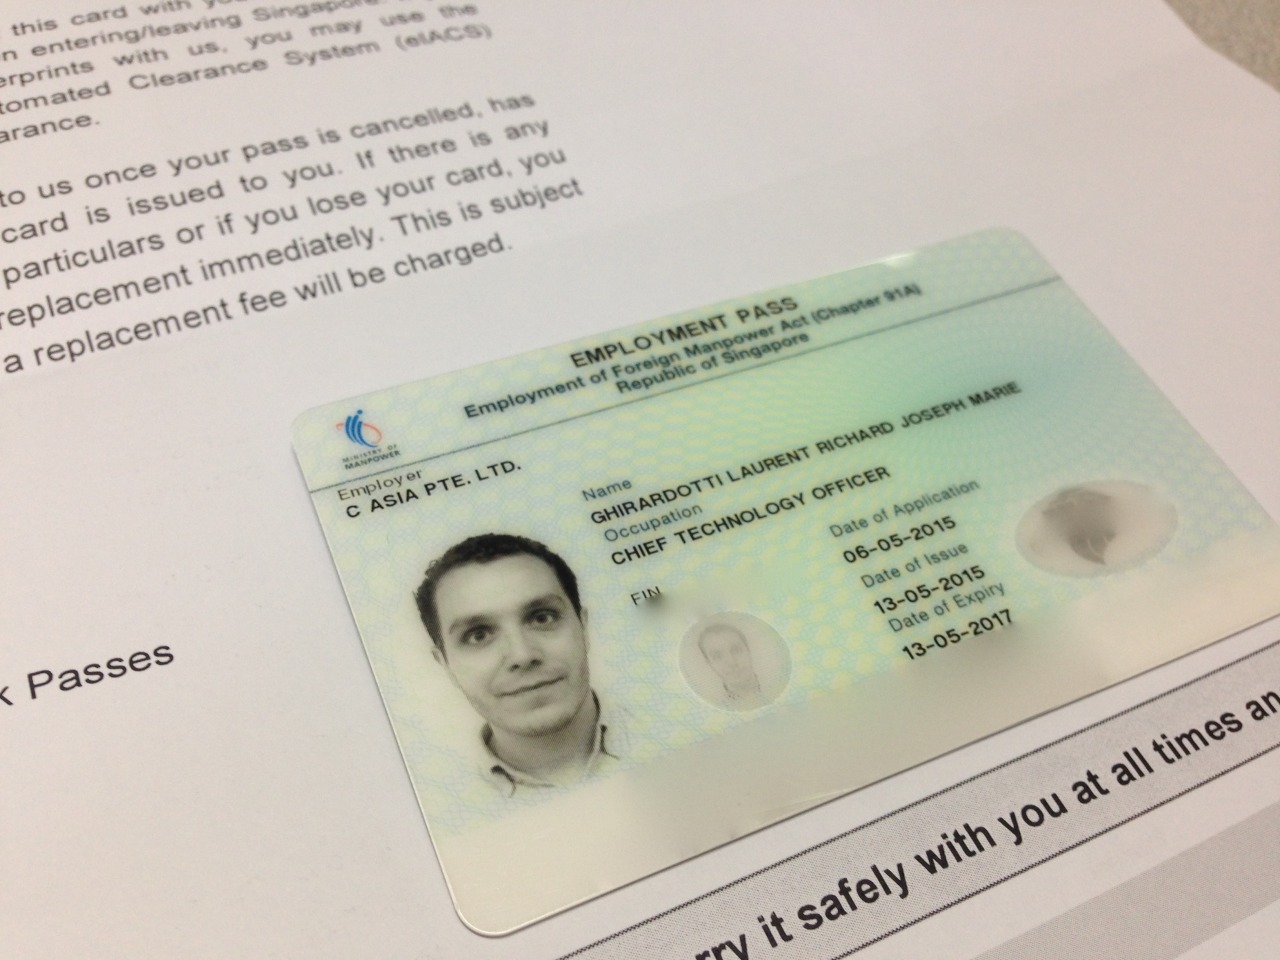 this card with
n entering/leaving Singapore.
erprints with us, you may use the
tomated Clearance System (eIACS)
arance.
to us once your pass is cancelled, has
card is issued to you. If there is any
particulars or if you lose your card, you
replacement immediately. This is subject
a replacement fee will be charged.
EMPLOYMENT PASS
Employment of Foreign Manpower Act (Chapter 91A)
Republic of Singapore
MINISTRY OF
MANPOWER
Employer
C ASIA PTE. LTD.
Name
GHIRARDOTTI LAURENT RICHARD JOSEPH MARIE
Occupation
CHIEF TECHNOLOGY OFFICER
FIN
Date of Application
06-05-2015
Date of Issue
13-05-2015
Date of Expiry
13-05-2017
k Passes
rry it safely with you at all times an